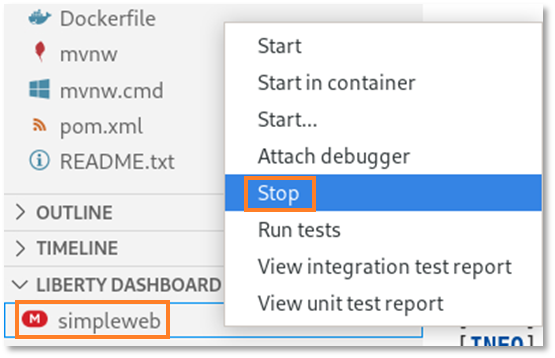 Dockerfile
mvnw
mvnw.cmd
pom.xml
README.txt
OUTLINE
TIMELINE
LIBERTY DASHBOARD
M simpleweb
Start
Start in container
Start...
Attach debugger
Stop
Run tests
View integration test report
View unit test report
[INFO]